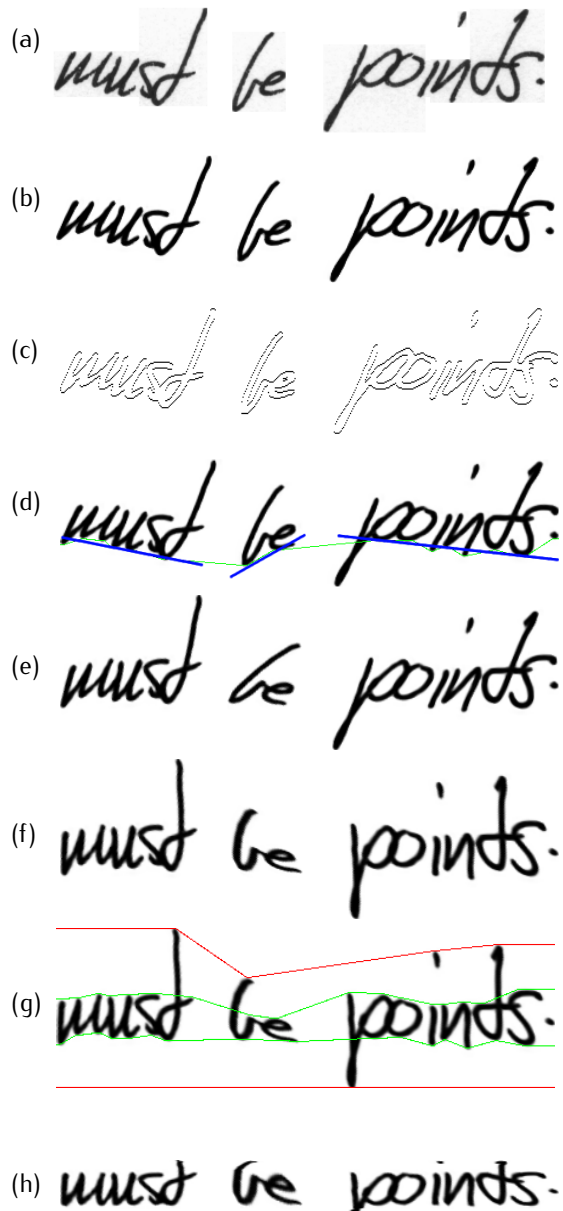 (a) must be points.
(b) must be points.
(c) must be points.
(d) must be points.
(e) must be points.
(f) must be points.
(g) must be points.
(h) must be points.